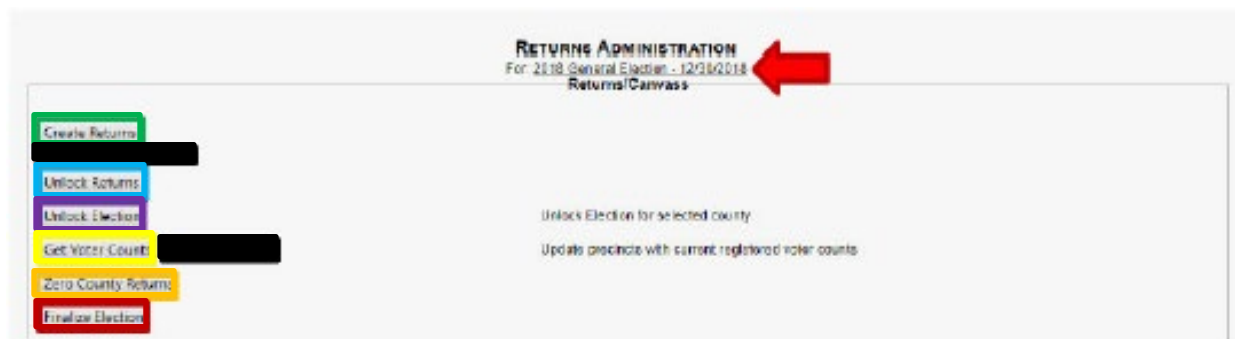 RETURNS ADMINISTRATION
For: 2018 General Election - 12/30/2018
Returns/Canvass
Create Returns
Unlock Returns
Unlock Election Unlock Election for selected county
Get Voter Counts Update precincts with current registered voter counts
Zero County Returns
Finalize Election